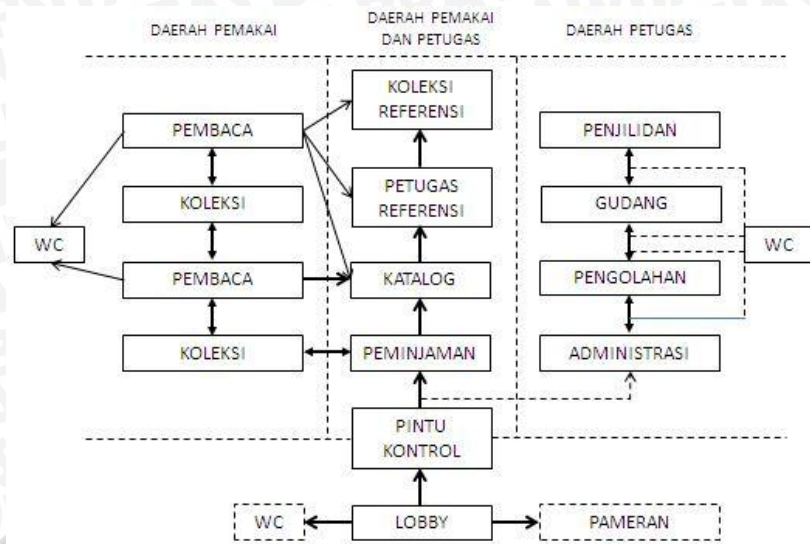 DAERAH PEMAKAI
DAERAH PEMAKAI
DAN PETUGAS
DAERAH PETUGAS
PEMBACA
KOLEKSI
PEMBACA
KOLEKSI
WC
KOLEKSI
REFERENSI
PETUGAS
REFERENSI
KATALOG
PEMINJAMAN
PINTU
KONTROL
PENJILIDAN
GUDANG
PENGOLAHAN
ADMINISTRASI
WC
WC
LOBBY
PAMERAN